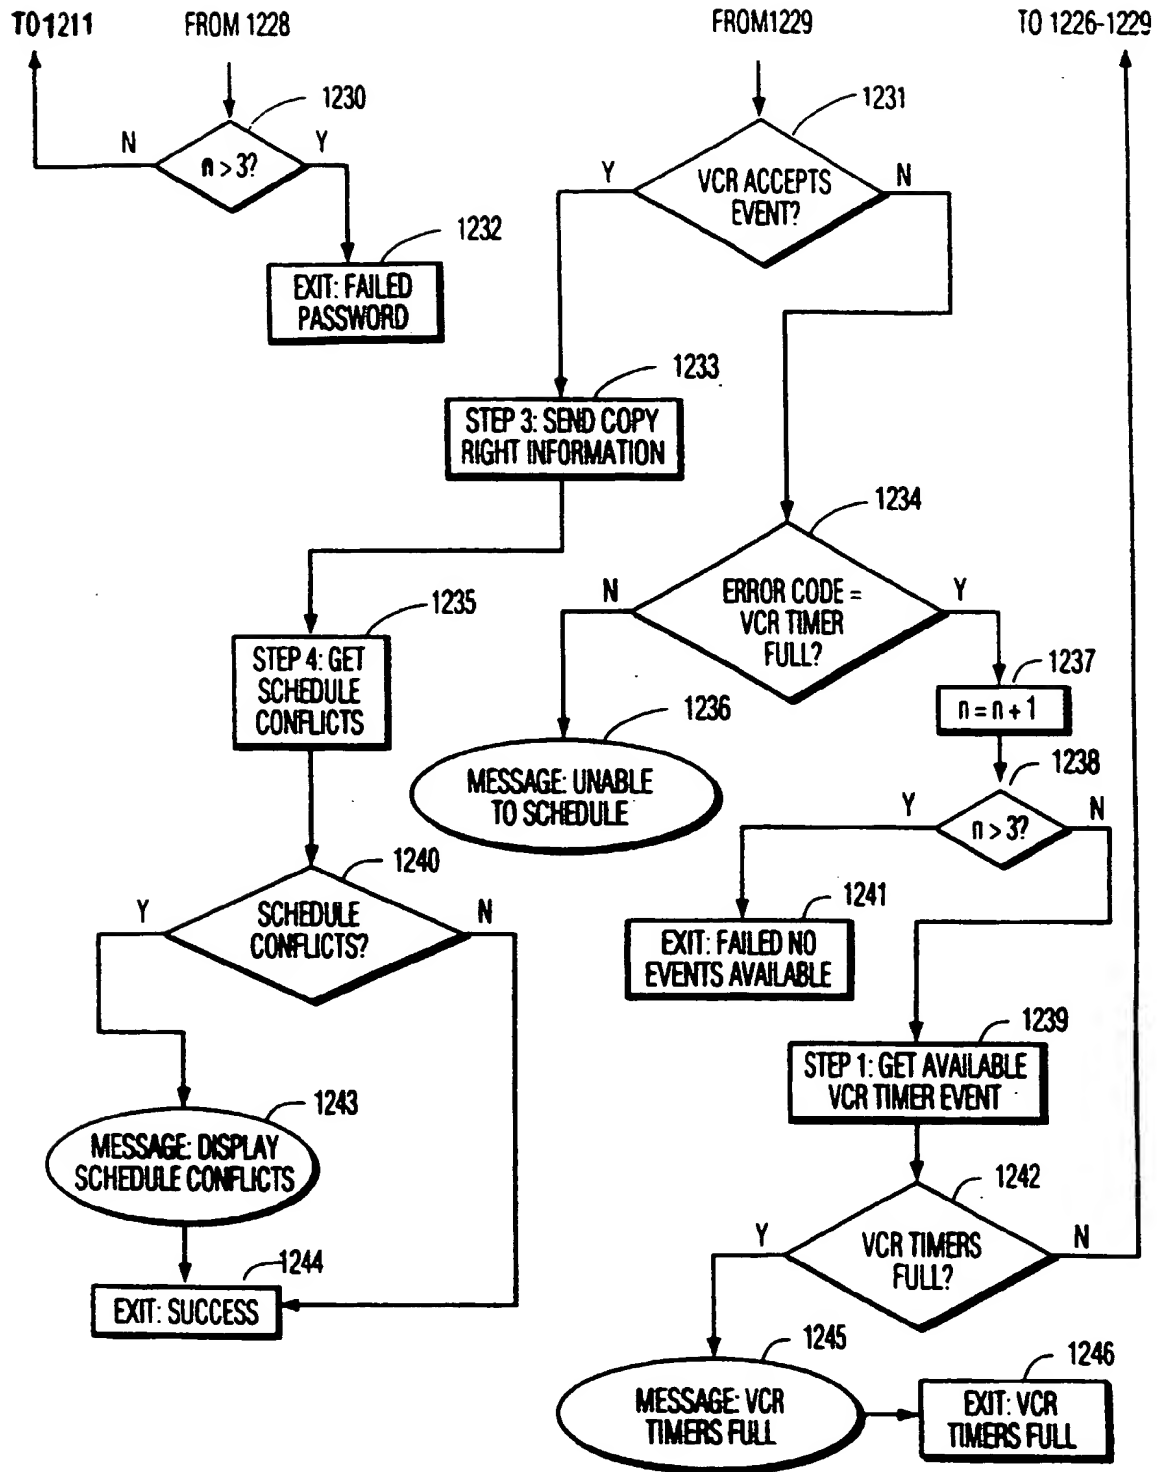 TO1211
FROM 1228
FROM1229
TO 1226-1229
1230
1231
N
n > 3?
Y
Y
VCR ACCEPTS
EVENT?
N
1232
EXIT: FAILED
PASSWORD
1233
STEP 3: SEND COPY
RIGHT INFORMATION
1234
N
ERROR CODE =
VCR TIMER
FULL?
Y
1235
STEP 4: GET
SCHEDULE
CONFLICTS
1236
MESSAGE: UNABLE
TO SCHEDULE
1237
n = n + 1
1238
Y
n > 3?
N
1240
Y
SCHEDULE
CONFLICTS?
N
1241
EXIT: FAILED NO
EVENTS AVAILABLE
1239
STEP 1: GET AVAILABLE
VCR TIMER EVENT
1243
MESSAGE: DISPLAY
SCHEDULE CONFLICTS
1242
Y
VCR TIMERS
FULL?
N
1244
EXIT: SUCCESS
1245
MESSAGE: VCR
TIMERS FULL
1246
EXIT: VCR
TIMERS FULL